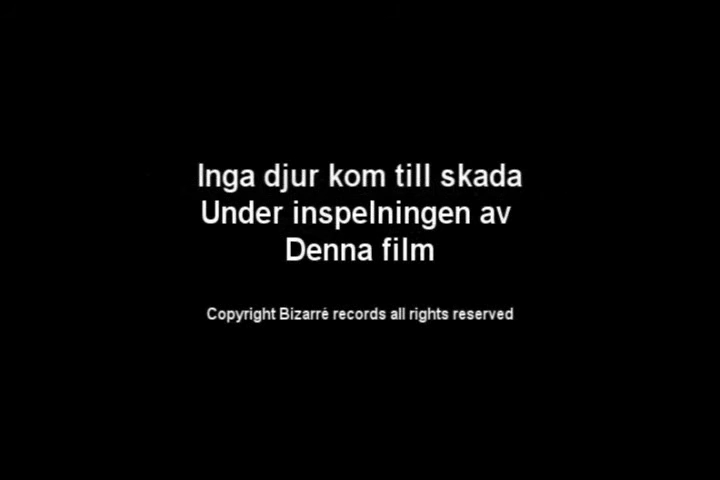 Inga djur kom till skada
Under inspelningen av
Denna film
Copyright Bizarré records all rights reserved